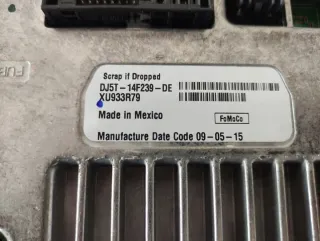 Scrap if Dropped
DJ5T-14F239-DE
XU933R79
Made in Mexico
FoMoCo
Manufacture Date Code 09-05-15